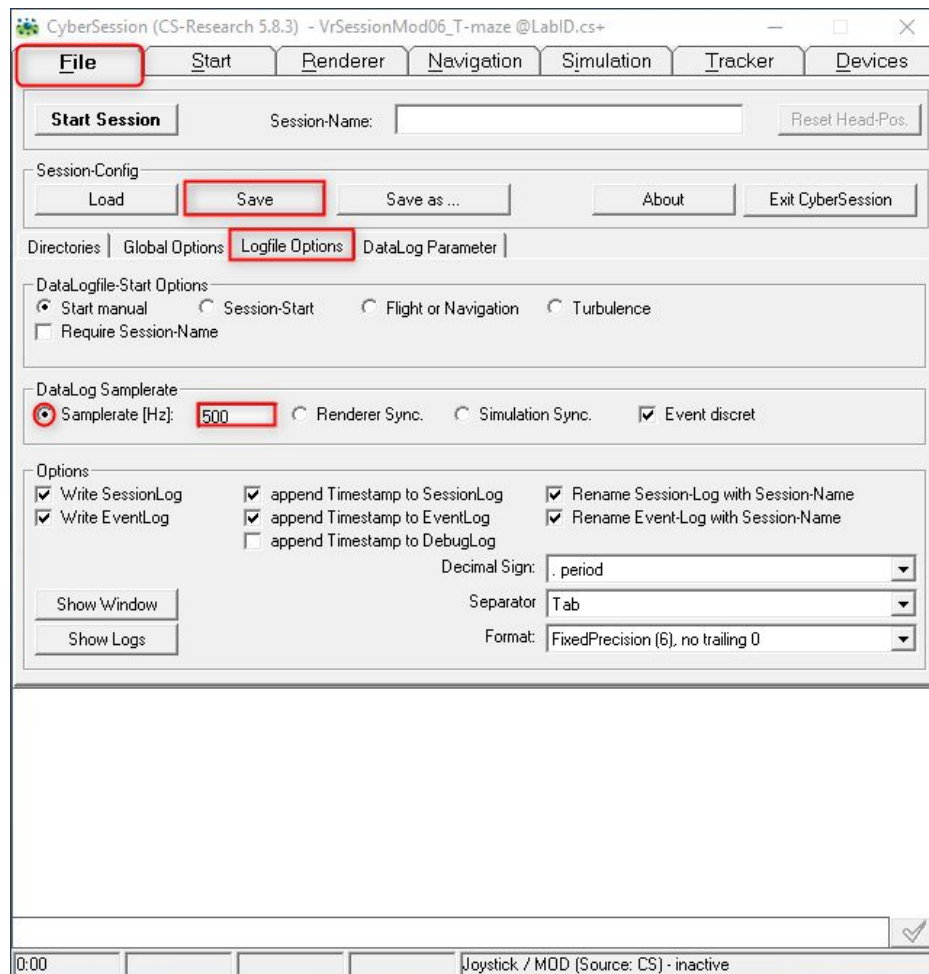 CyberSession (CS-Research 5.8.3) - VrSessionMod06_T-maze @LabID.cs+
File Start Renderer Navigation Simulation Tracker Devices
Start Session Session-Name: Reset Head-Pos.
Session-Config
Load Save Save as ... About Exit CyberSession
Directories Global Options Logfile Options DataLog Parameter
DataLogfile-Start Options
Start manual Session-Start Flight or Navigation Turbulence
Require Session-Name
DataLog Samplerate
Samplerate [Hz]: 500 Renderer Sync. Simulation Sync. Event discret
Options
Write SessionLog append Timestamp to SessionLog Rename Session-Log with Session-Name
Write EventLog append Timestamp to EventLog Rename Event-Log with Session-Name
append Timestamp to DebugLog
Decimal Sign: . period
Show Window Separator Tab
Show Logs Format: FixedPrecision (6), no trailing 0
0:00 Joystick / MOD (Source: CS) - inactive